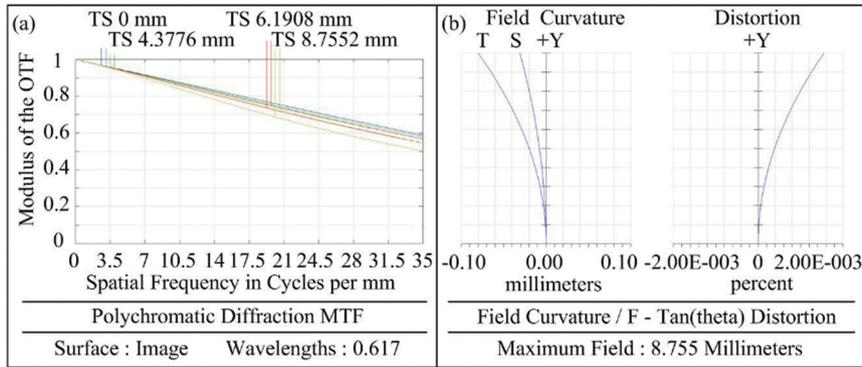 (a)
TS 0 mm TS 6.1908 mm
TS 4.3776 mm TS 8.7552 mm
Modulus of the OTF
1
0.8
0.6
0.4
0.2
0
0 3.5 7 10.5 14 17.5 21 24.5 28 31.5 35
Spatial Frequency in Cycles per mm
Polychromatic Diffraction MTF
Surface : Image Wavelengths : 0.617
(b)
Field Curvature Distortion
T S +Y +Y
-0.10 0.00 0.10 -2.00E-003 0 2.00E-003
millimeters percent
Field Curvature / F - Tan(theta) Distortion
Maximum Field : 8.755 Millimeters